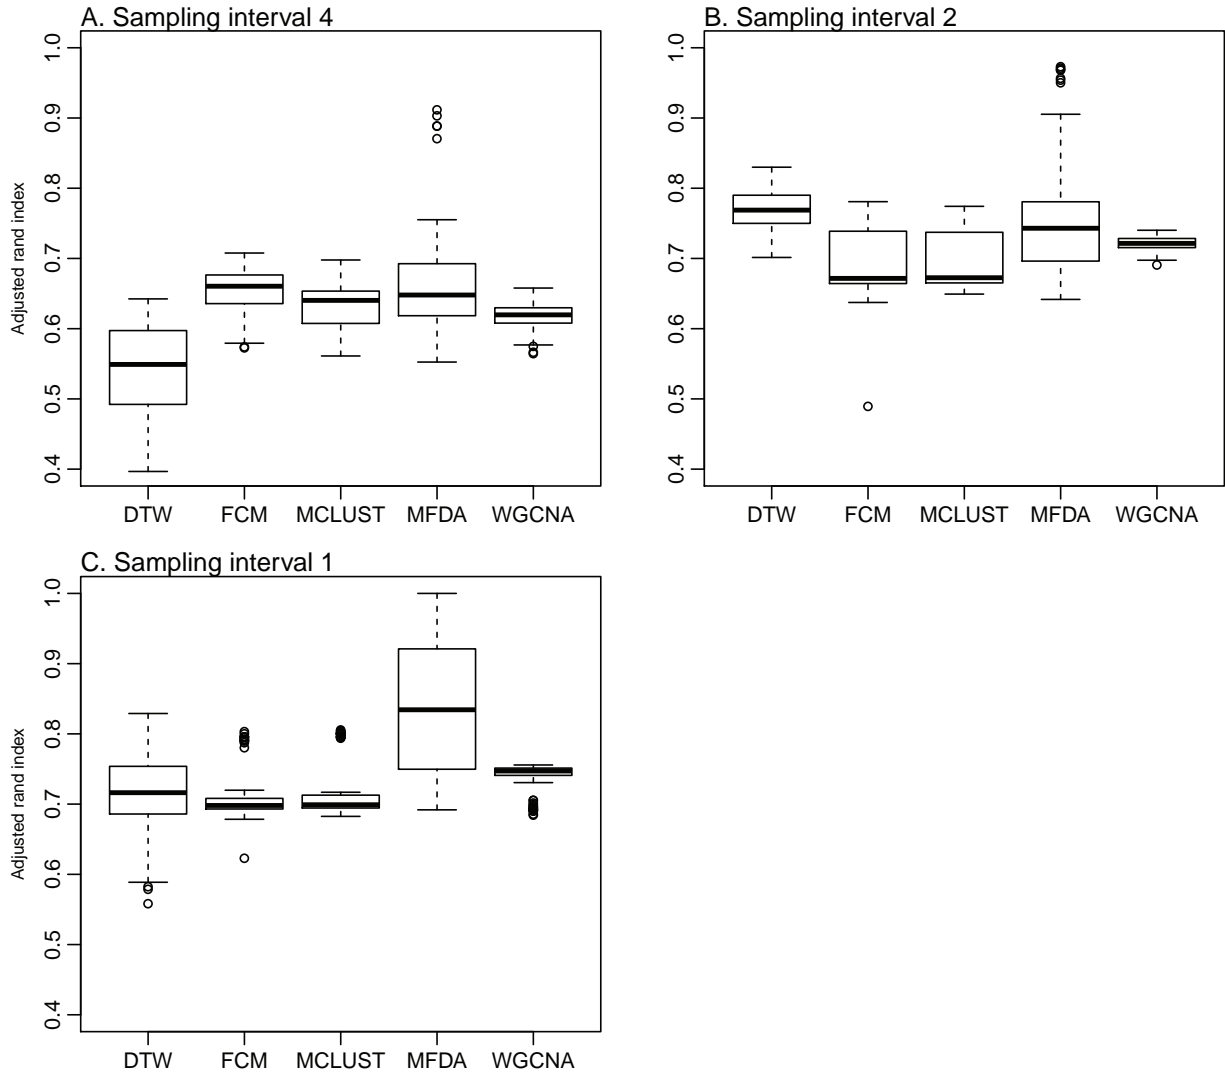 A. Sampling interval 4
Adjusted rand index
1.0
0.9
0.8
0.7
0.6
0.5
0.4
DTW FCM MCLUST MFDA WGCNA
B. Sampling interval 2
1.0
0.9
0.8
0.7
0.6
0.5
0.4
DTW FCM MCLUST MFDA WGCNA
C. Sampling interval 1
Adjusted rand index
1.0
0.9
0.8
0.7
0.6
0.5
0.4
DTW FCM MCLUST MFDA WGCNA